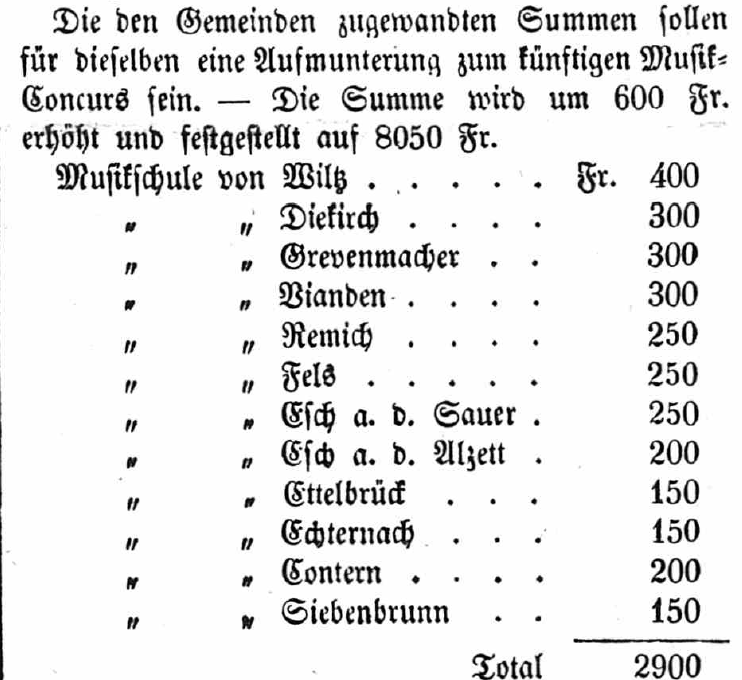 Die den Gemeinden zugewandten Summen sollen
für dieselben eine Aufmunterung zum künftigen Musik-
Concurs sein. — Die Summe wird um 600 Fr.
erhöht und festgestellt auf 8050 Fr.
Musikschule von Wiltz . . . . . Fr. 400
„ „ Diekirch . . . . 300
„ „ Grevenmacher . . 300
„ „ Vianden . . . . 300
„ „ Remich . . . . 250
„ „ Fels . . . . . 250
„ „ Esch a. d. Sauer . 250
„ „ Esch a. d. Alzett . 200
„ „ Ettelbrück . . . 150
„ „ Echternach . . . 150
„ „ Contern . . . . 200
„ „ Siebenbrunn . . 150
Total 2900